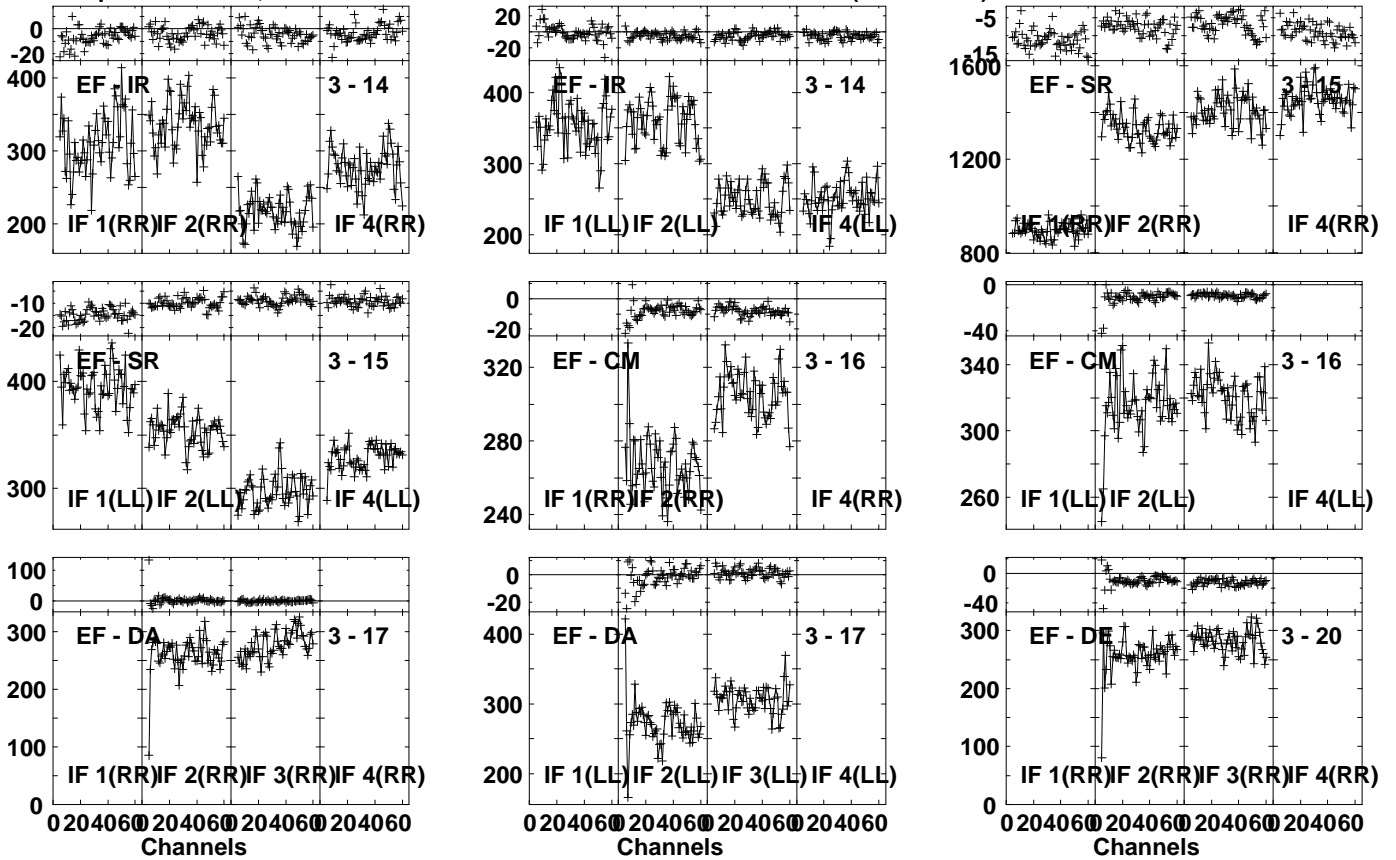 0
-20
400
300
200
EF - IR
3 - 14
IF 1(RR)
IF 2(RR)
IF 4(RR)
20
0
-20
400
300
200
EF - IR
3 - 14
IF 1(LL)
IF 2(LL)
IF 4(LL)
-5
-15
1600
1200
800
EF - SR
3 - 15
IF 1(RR)
IF 2(RR)
IF 4(RR)
-10
-20
400
300
EF - SR
3 - 15
IF 1(LL)
IF 2(LL)
IF 4(LL)
0
-20
320
280
240
EF - CM
3 - 16
IF 1(RR)
IF 2(RR)
IF 4(RR)
0
-40
340
300
260
EF - CM
3 - 16
IF 1(LL)
IF 2(LL)
IF 4(LL)
100
0
300
200
100
0
EF - DA
3 - 17
IF 1(RR)
IF 2(RR)
IF 3(RR)
IF 4(RR)
0 20 40 60 0 20 40 60 0 20 40 60 0 20 40 60
Channels
0
-20
400
300
200
EF - DA
3 - 17
IF 1(LL)
IF 2(LL)
IF 3(LL)
IF 4(LL)
0 20 40 60 0 20 40 60 0 20 40 60 0 20 40 60
Channels
0
-40
300
200
100
0
EF - DE
3 - 20
IF 1(RR)
IF 2(RR)
IF 3(RR)
IF 4(RR)
0 20 40 60 0 20 40 60 0 20 40 60 0 20 40 60
Channels